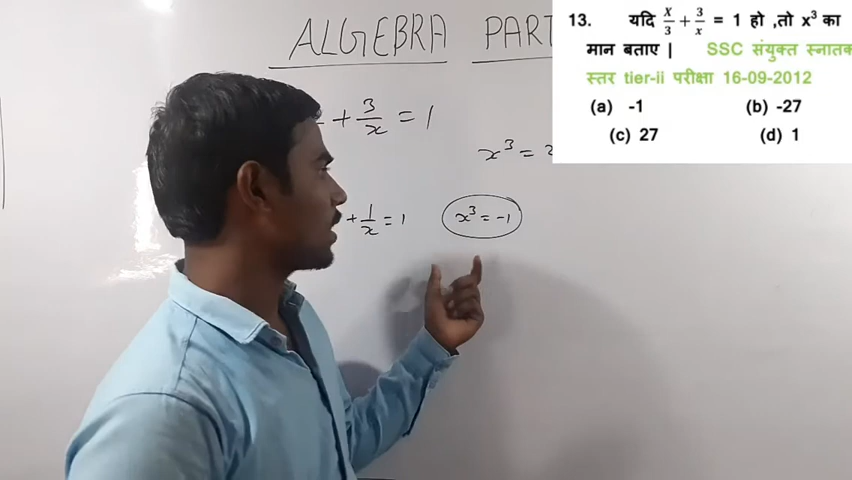 ALGEBRA PART
+ 3/x = 1
x³ =
+ 1/x = 1
x³ = -1
13. यदि x/3 + 3/x = 1 हो ,तो x³ का
मान बताए | SSC संयुक्त स्नातक
स्तर tier-ii परीक्षा 16-09-2012
(a) -1 (b) -27
(c) 27 (d) 1